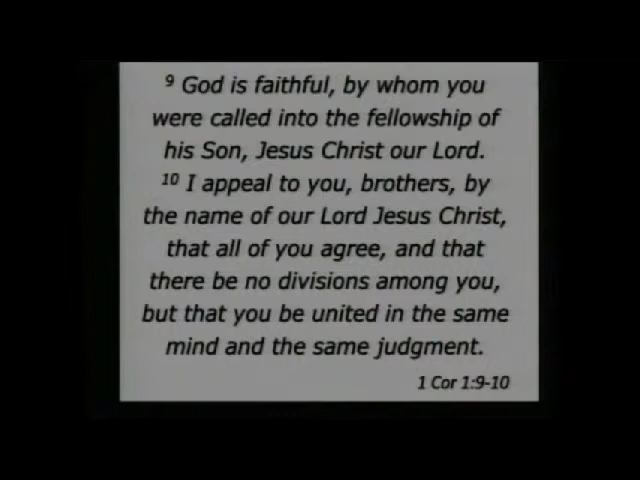 9 God is faithful, by whom you
were called into the fellowship of
his Son, Jesus Christ our Lord.
10 I appeal to you, brothers, by
the name of our Lord Jesus Christ,
that all of you agree, and that
there be no divisions among you,
but that you be united in the same
mind and the same judgment.
1 Cor 1:9-10